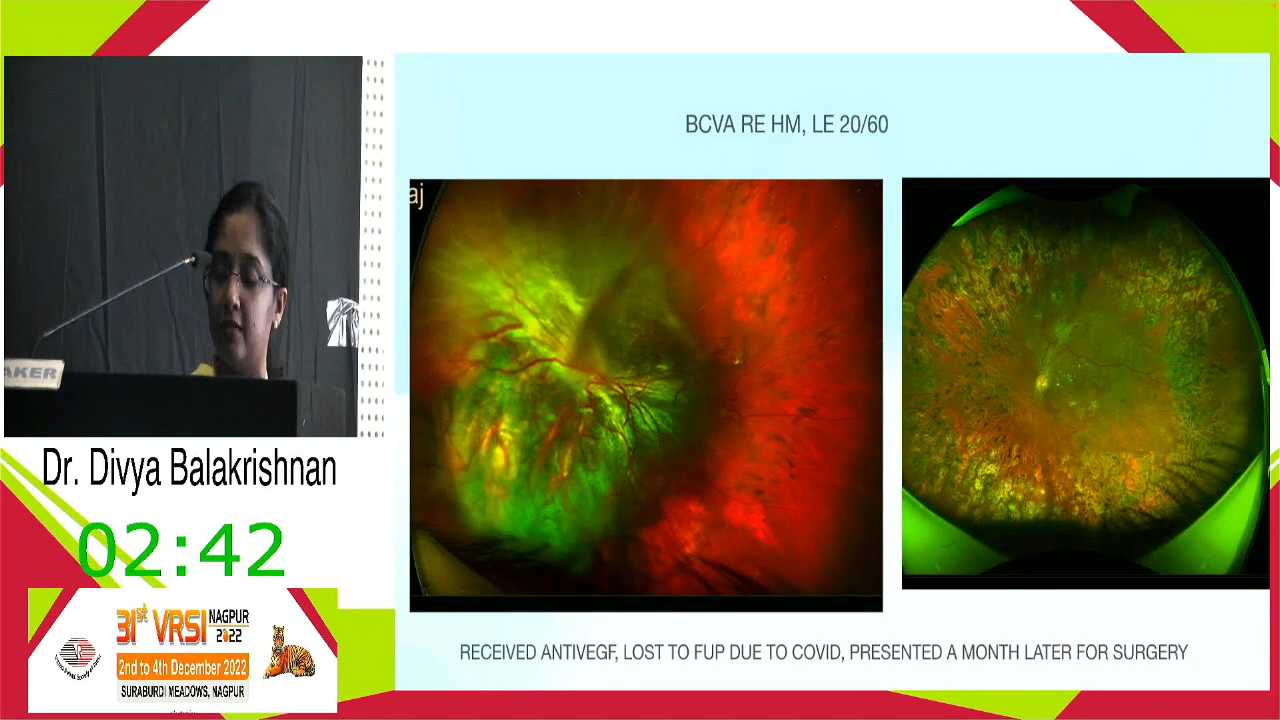 BCVA RE HM, LE 20/60
aj
AKER
Dr. Divya Balakrishnan
02:42
31st VRSI NAGPUR 2022
2nd to 4th December 2022
SURABURDI MEADOWS, NAGPUR
RECEIVED ANTIVEGF, LOST TO FUP DUE TO COVID, PRESENTED A MONTH LATER FOR SURGERY